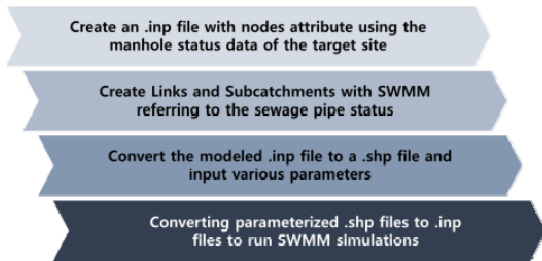 Create an .inp file with nodes attribute using the
manhole status data of the target site
Create Links and Subcatchments with SWMM
referring to the sewage pipe status
Convert the modeled .inp file to a .shp file and
input various parameters
Converting parameterized .shp files to .inp
files to run SWMM simulations